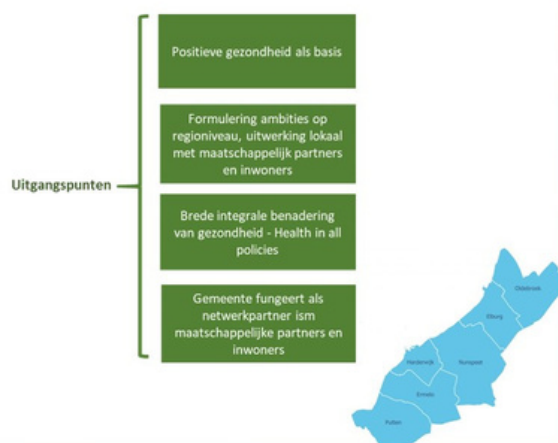 Positieve gezondheid als basis
Formulering ambities op
regioniveau, uitwerking lokaal
met maatschappelijk partners
en inwoners
Uitgangspunten
Brede integrale benadering
van gezondheid - Health in all
policies
Gemeente fungeert als
netwerkpartner ism
maatschappelijke partners en
inwoners
Oldebroek
Elburg
Nunspeet
Harderwijk
Ermelo
Putten